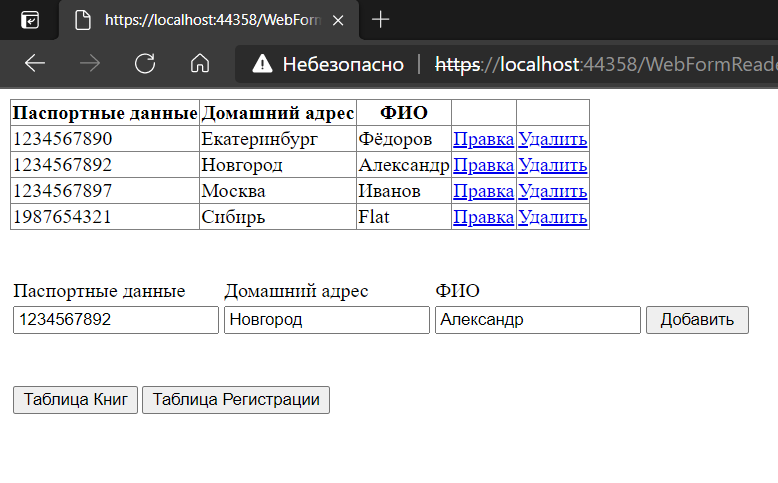 https://localhost:44358/WebForm
Небезопасно https://localhost:44358/WebFormReade
Паспортные данные Домашний адрес ФИО
1234567890 Екатеринбург Фёдоров Правка Удалить
1234567892 Новгород Александр Правка Удалить
1234567897 Москва Иванов Правка Удалить
1987654321 Сибирь Flat Правка Удалить
Паспортные данные Домашний адрес ФИО
1234567892 Новгород Александр Добавить
Таблица Книг Таблица Регистрации